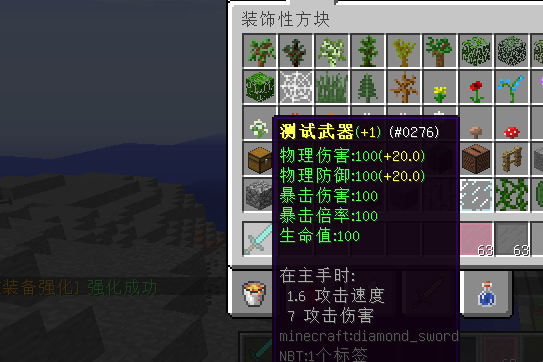 装饰性方块
测试武器(+1) (#0276)
物理伤害:100(+20.0)
物理防御:100(+20.0)
暴击伤害:100
暴击倍率:100
生命值:100
63 63
在主手时:
1.6 攻击速度
7 攻击伤害
装备强化] 强化成功
minecraft:diamond_sword
NBT:1个标签